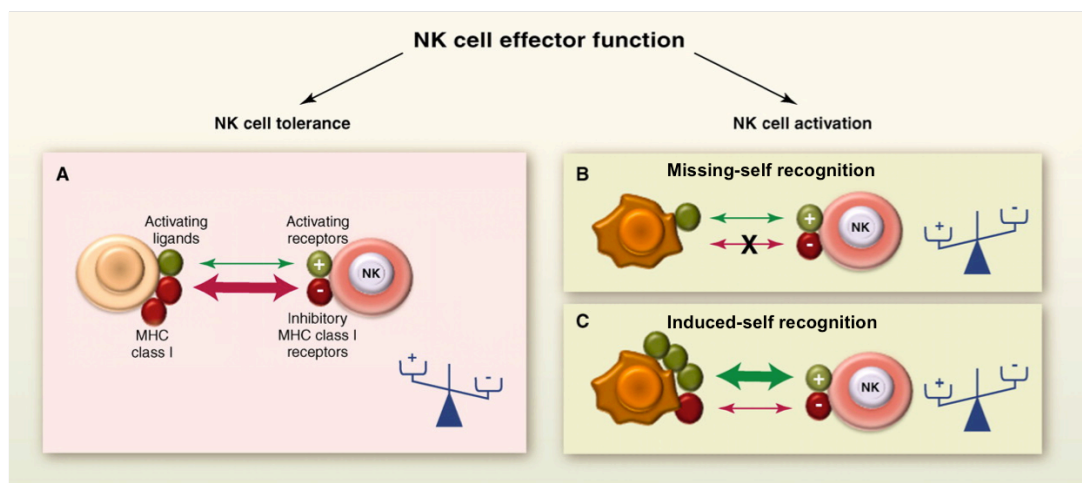 NK cell effector function
NK cell tolerance
NK cell activation
A
Activating
ligands
Activating
receptors
+
-
NK
MHC
class I
Inhibitory
MHC class I
receptors
+
-
B
Missing-self recognition
+
-
X
NK
+
-
C
Induced-self recognition
+
-
NK
+
-